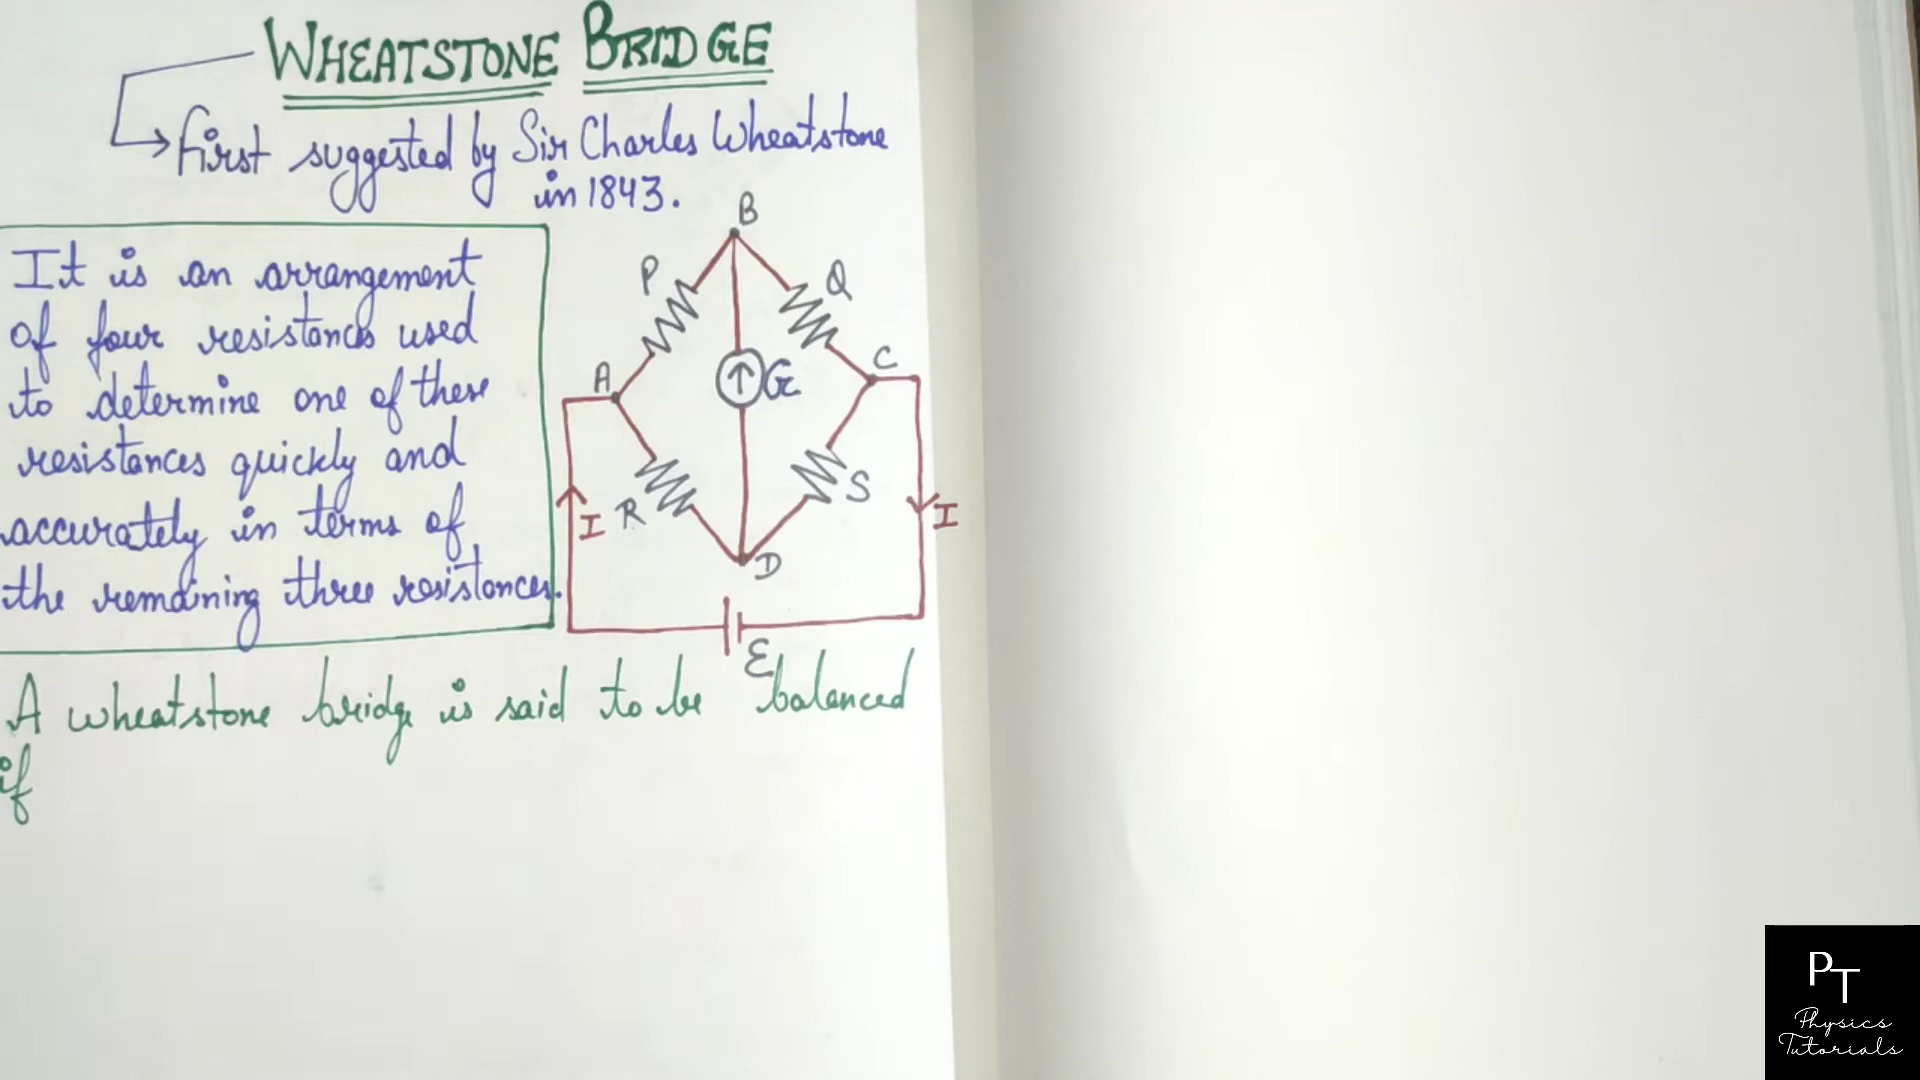 WHEATSTONE BRIDGE
first suggested by Sir Charles Wheatstone
in 1843.
It is an arrangement
of four resistances used
to determine one of these
resistances quickly and
accurately in terms of
the remaining three resistances.
B
P
Q
A
G
C
R
S
I
I
D
ε
A wheatstone bridge is said to be balanced
if
PT
Physics
Tutorials